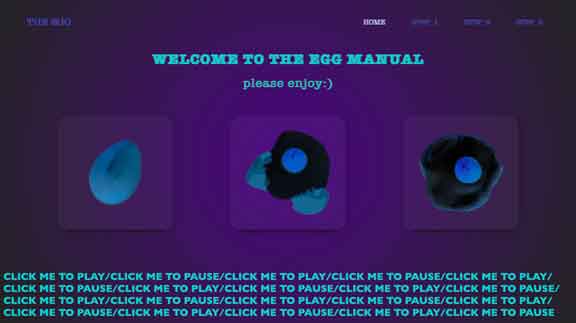 THE EGG
HOME
STEP 1
STEP 2
STEP 3
WELCOME TO THE EGG MANUAL
please enjoy:)
CLICK ME TO PLAY/CLICK ME TO PAUSE/CLICK ME TO PLAY/CLICK ME TO PAUSE/CLICK ME TO PLAY/
CLICK ME TO PAUSE/CLICK ME TO PLAY/CLICK ME TO PAUSE/CLICK ME TO PLAY/CLICK ME TO PAUSE/
CLICK ME TO PLAY/CLICK ME TO PAUSE/CLICK ME TO PLAY/CLICK ME TO PAUSE/CLICK ME TO PLAY/
CLICK ME TO PAUSE/CLICK ME TO PLAY/CLICK ME TO PAUSE/CLICK ME TO PLAY/CLICK ME TO PAUSE